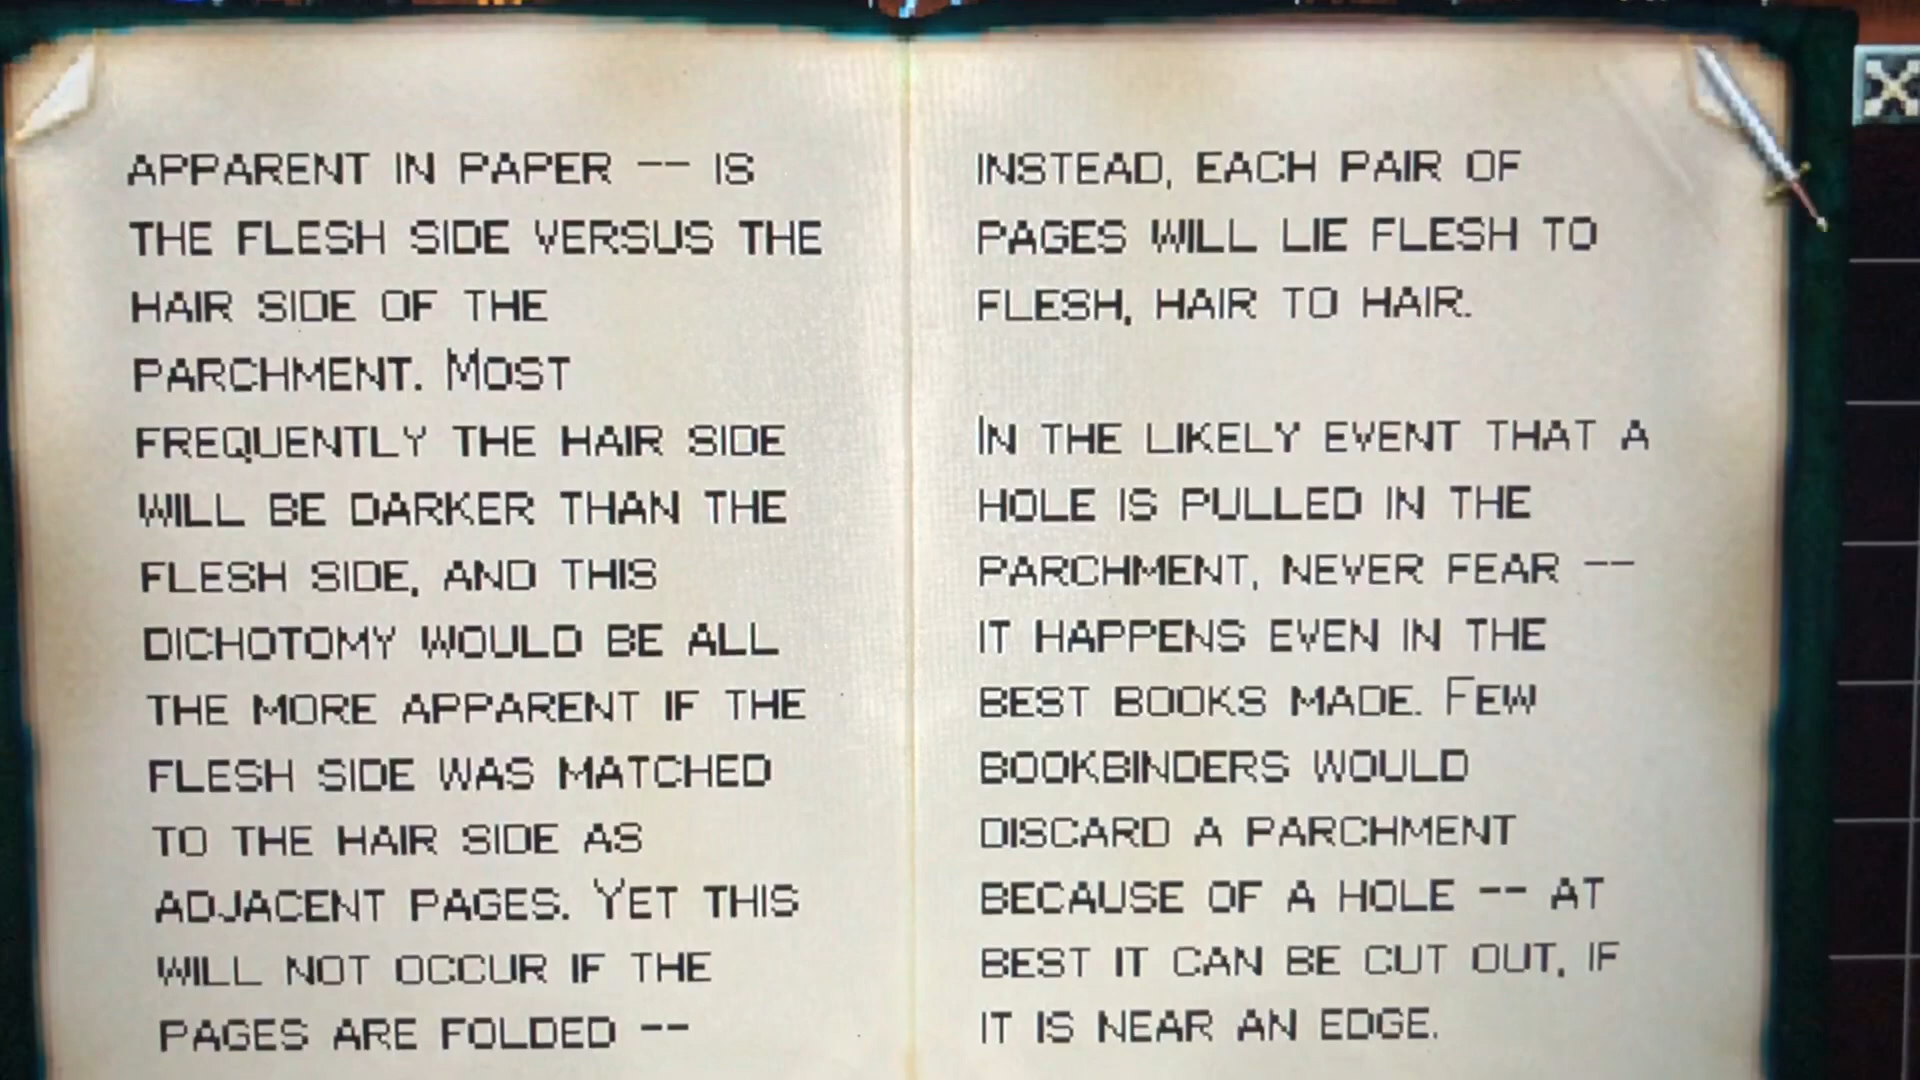 APPARENT IN PAPER -- IS
THE FLESH SIDE VERSUS THE
HAIR SIDE OF THE
PARCHMENT. MOST
FREQUENTLY THE HAIR SIDE
WILL BE DARKER THAN THE
FLESH SIDE, AND THIS
DICHOTOMY WOULD BE ALL
THE MORE APPARENT IF THE
FLESH SIDE WAS MATCHED
TO THE HAIR SIDE AS
ADJACENT PAGES. YET THIS
WILL NOT OCCUR IF THE
PAGES ARE FOLDED --
INSTEAD, EACH PAIR OF
PAGES WILL LIE FLESH TO
FLESH, HAIR TO HAIR.
IN THE LIKELY EVENT THAT A
HOLE IS PULLED IN THE
PARCHMENT, NEVER FEAR --
IT HAPPENS EVEN IN THE
BEST BOOKS MADE. FEW
BOOKBINDERS WOULD
DISCARD A PARCHMENT
BECAUSE OF A HOLE -- AT
BEST IT CAN BE CUT OUT, IF
IT IS NEAR AN EDGE.